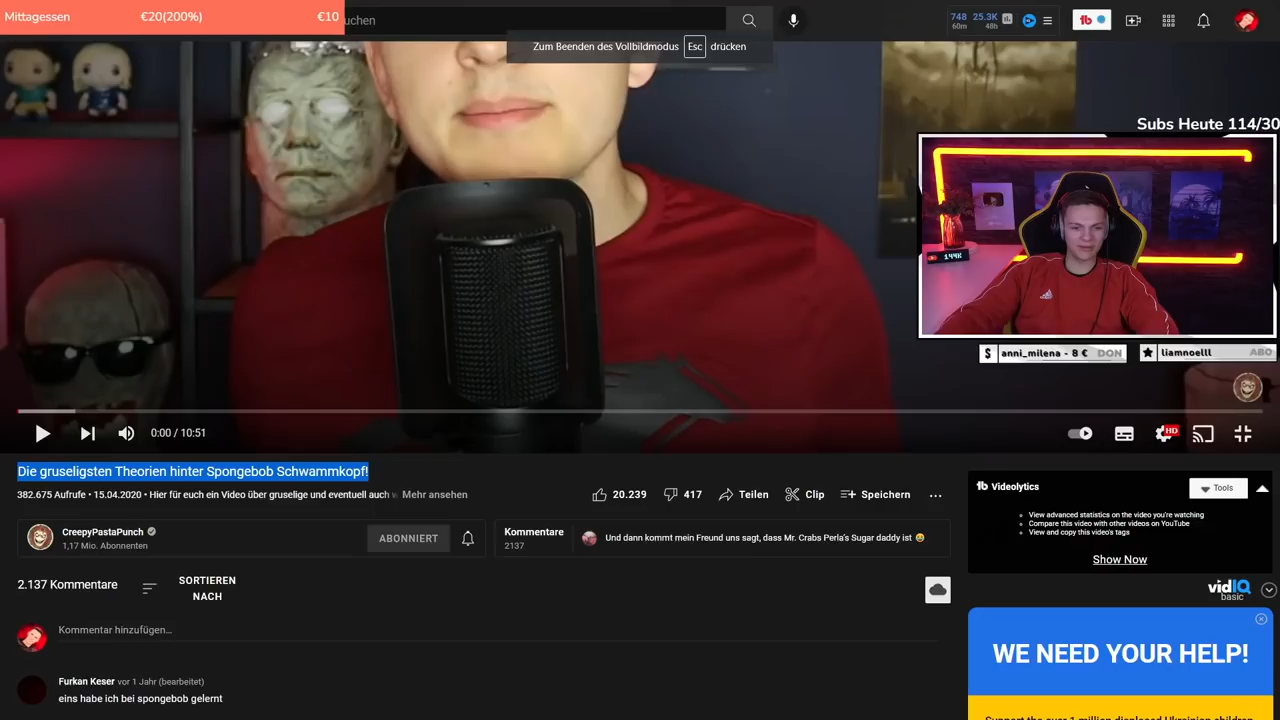 Mittagessen €20(200%) €10
uchen
748 25.3K
60m 48h
Zum Beenden des Vollbildmodus Esc drücken
Subs Heute 114/30
144K
$ anni_milena - 8 € DON
liamnoelll ABO
0:00 / 10:51
HD
Die gruseligsten Theorien hinter Spongebob Schwammkopf!
382.675 Aufrufe • 15.04.2020 • Hier für euch ein Video über gruselige und eventuell auch Mehr ansehen
20.239 417 Teilen Clip Speichern
CreepyPastaPunch
1,17 Mio. Abonnenten
ABONNIERT
Kommentare
2137
Und dann kommt mein Freund uns sagt, dass Mr. Crabs Perla's Sugar daddy ist 😄
2.137 Kommentare
SORTIEREN
NACH
Kommentar hinzufügen...
Furkan Keser vor 1 Jahr (bearbeitet)
eins habe ich bei spongebob gelernt
tb Videolytics
Tools
View advanced statistics on the video you're watching
Compare this video with other videos on YouTube
View and copy this video's tags
Show Now
vidIQ
basic
WE NEED YOUR HELP!